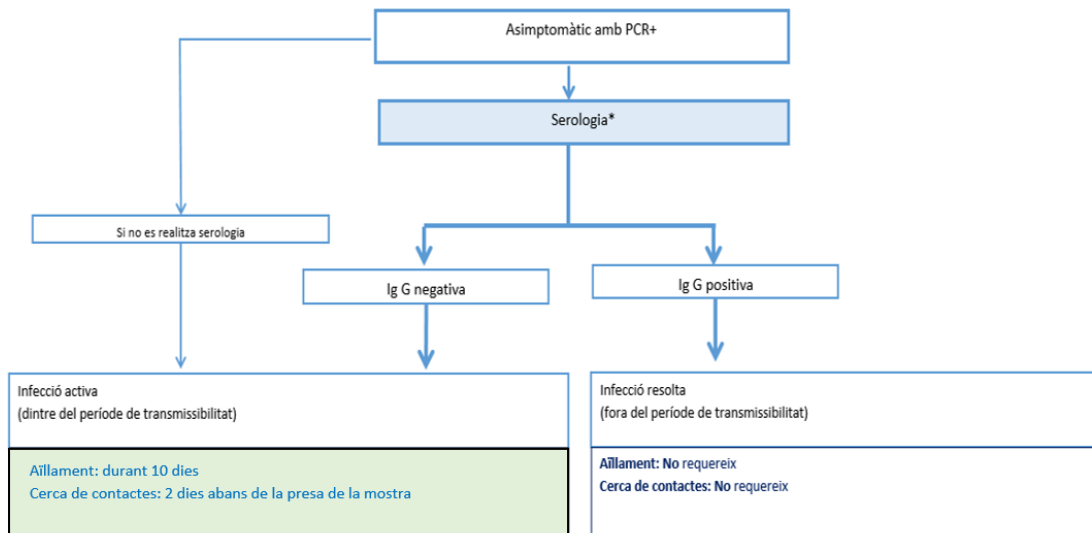 Asimptomàtic amb PCR+
Serologia*
Si no es realitza serologia
Ig G negativa
Ig G positiva
Infecció activa
(dintre del període de transmissibilitat)
Aïllament: durant 10 dies
Cerca de contactes: 2 dies abans de la presa de la mostra
Infecció resolta
(fora del període de transmissibilitat)
Aïllament: No requereix
Cerca de contactes: No requereix